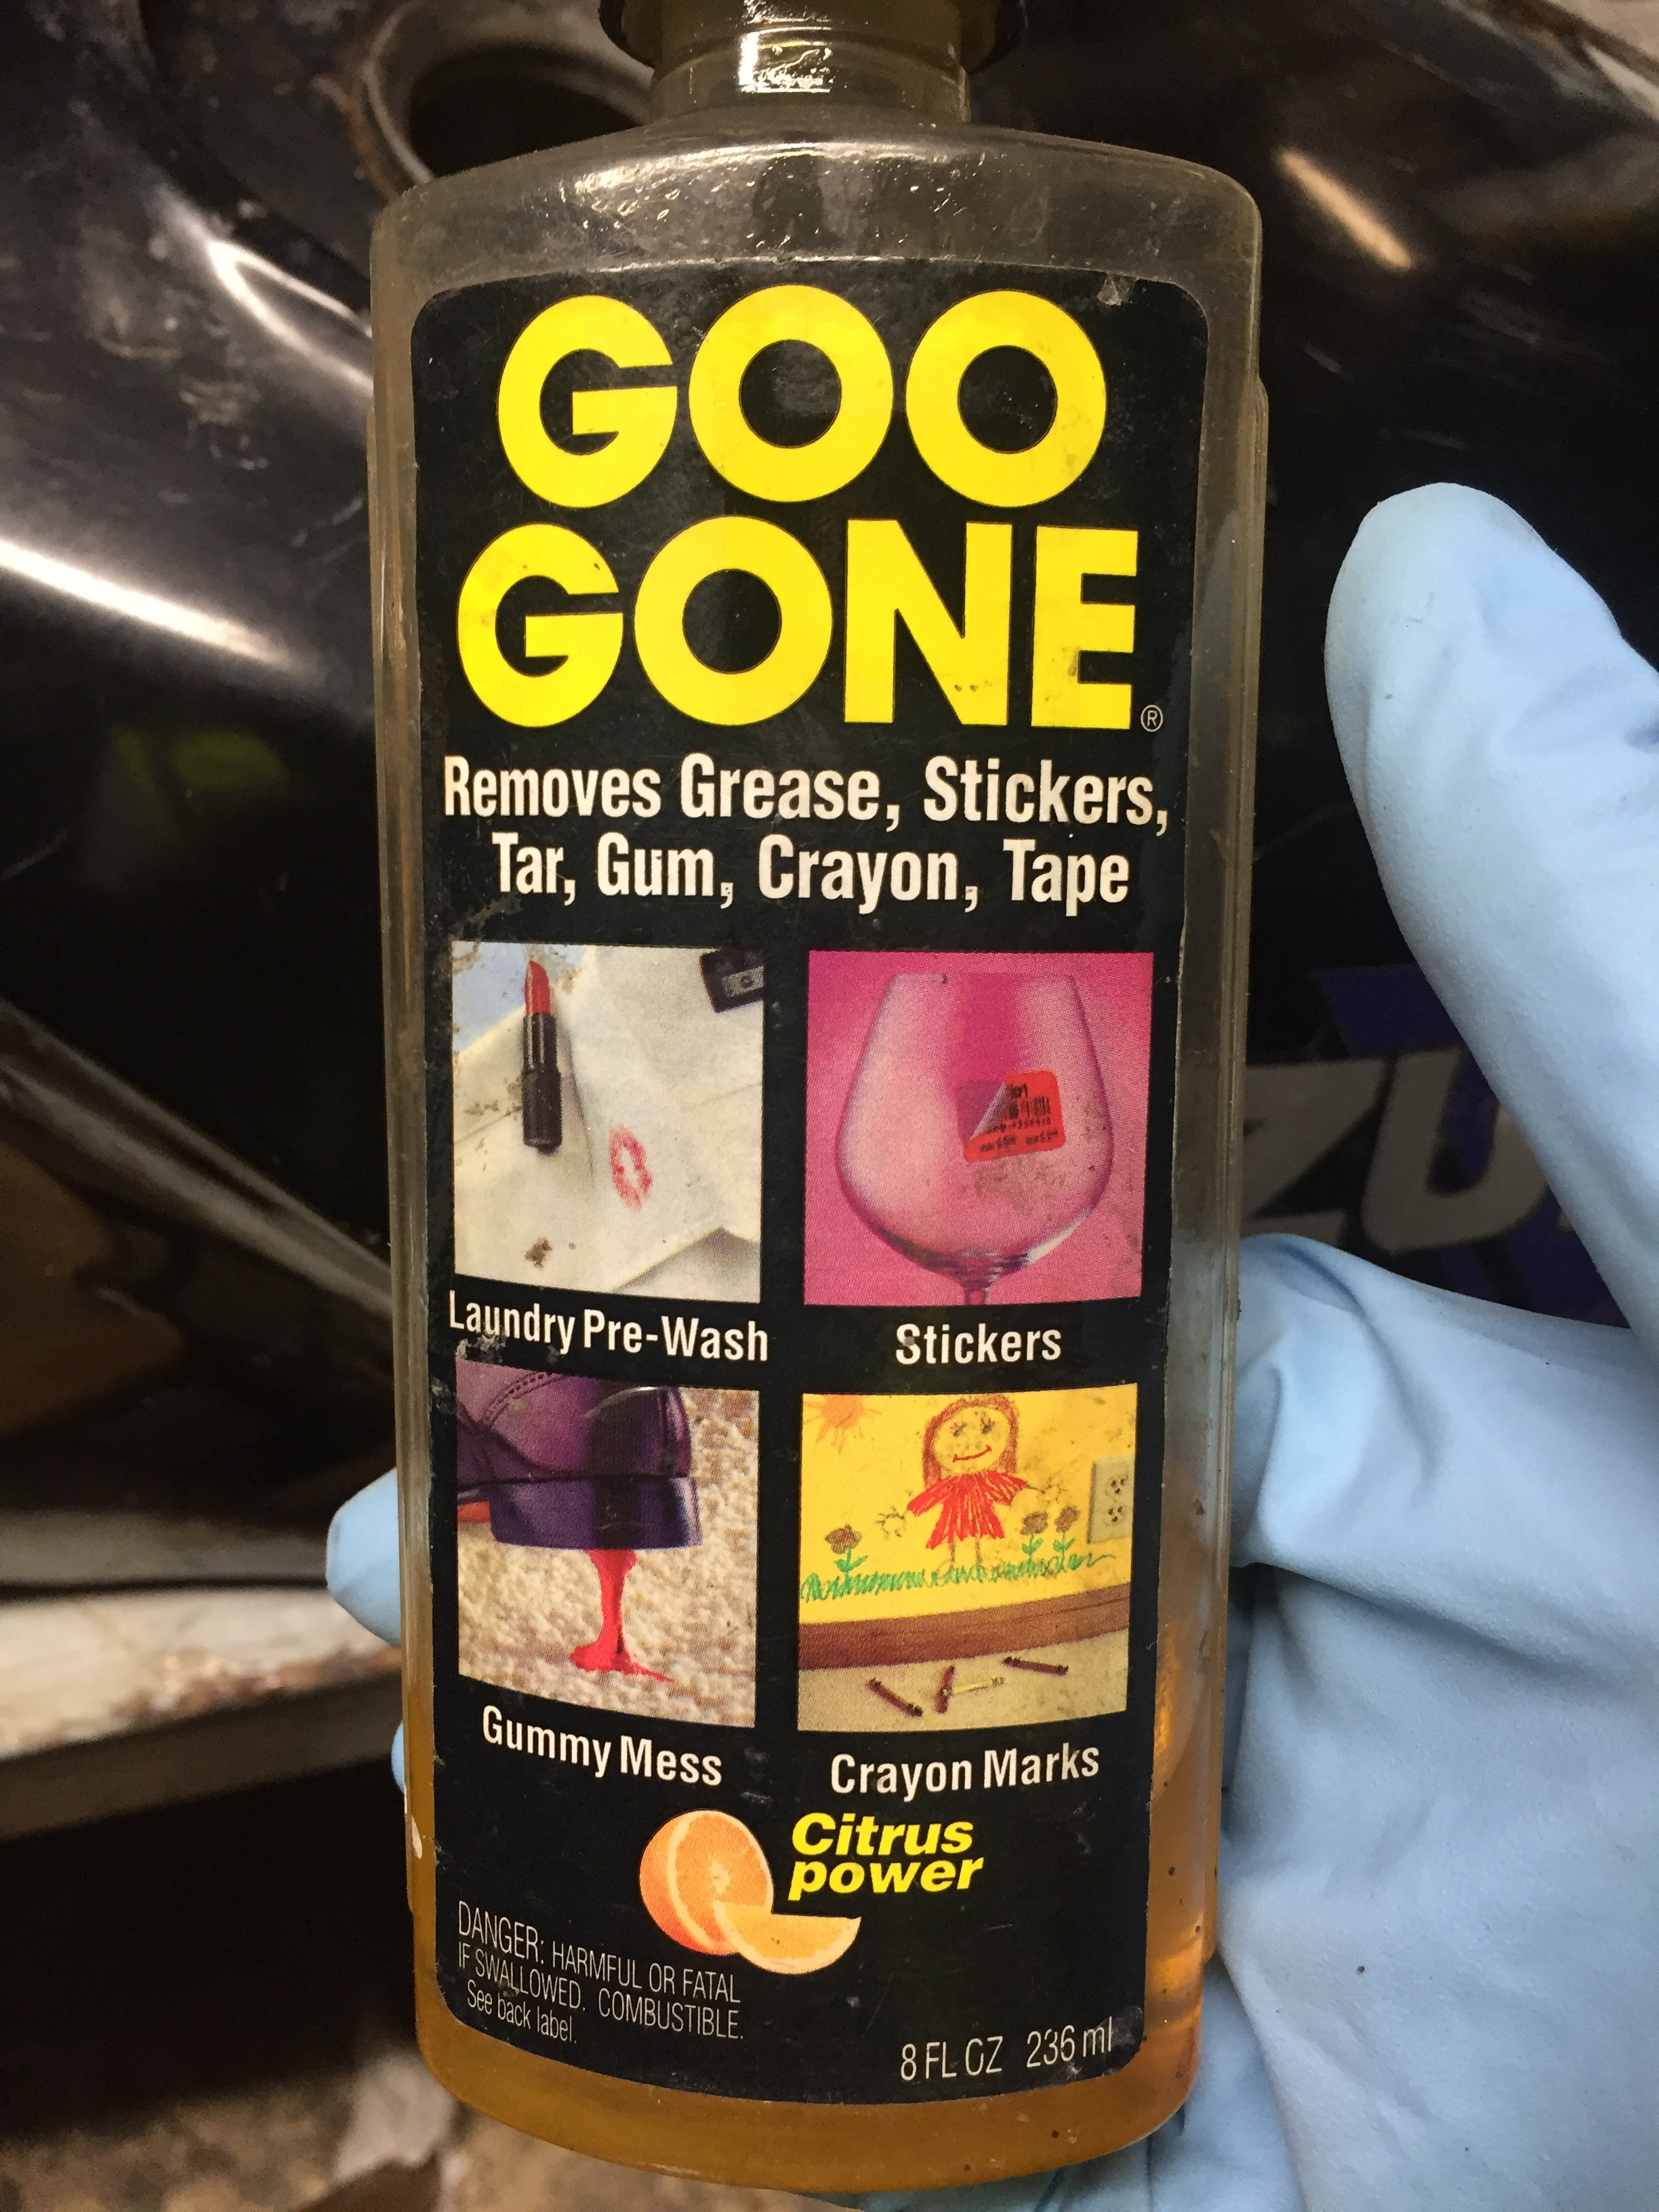 GOO
GONE®
Removes Grease, Stickers,
Tar, Gum, Crayon, Tape
Laundry Pre-Wash
Stickers
Gummy Mess
Crayon Marks
Citrus
power
DANGER: HARMFUL OR FATAL
IF SWALLOWED. COMBUSTIBLE.
See back label.
8 FL OZ 236 ml
ZU